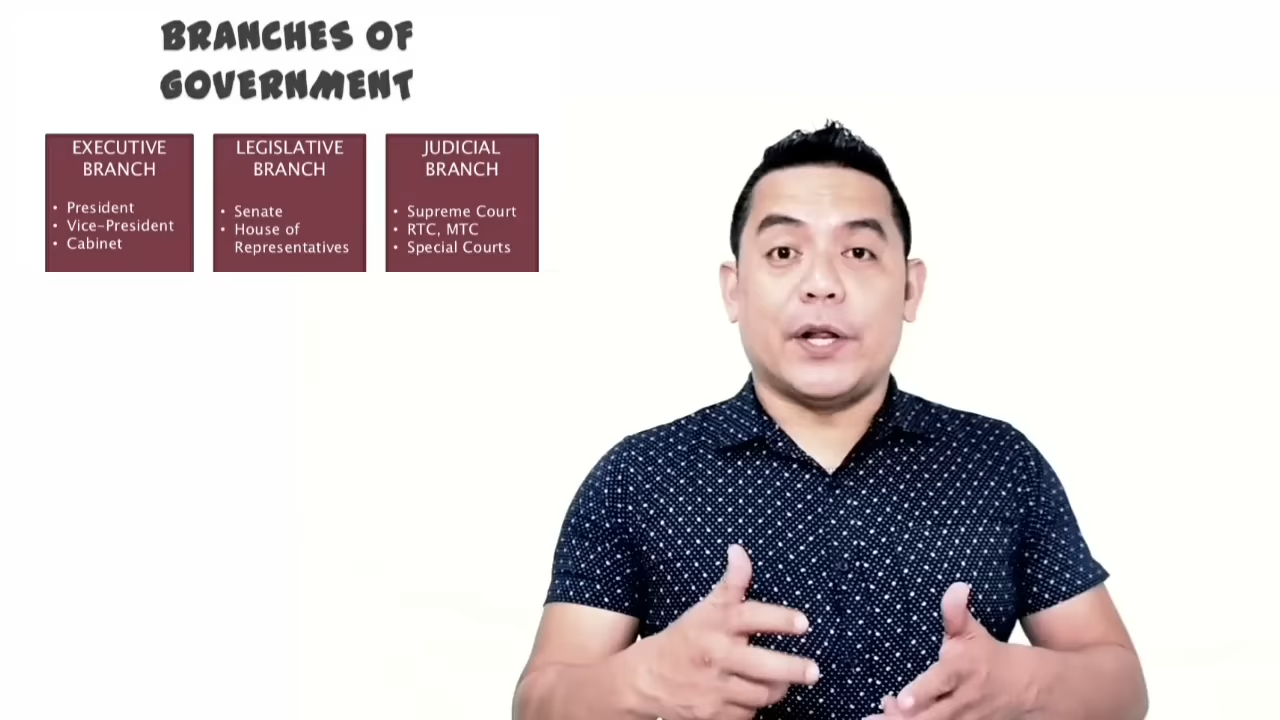 BRANCHES OF
GOVERNMENT
EXECUTIVE
BRANCH
• President
• Vice-President
• Cabinet
LEGISLATIVE
BRANCH
• Senate
• House of
Representatives
JUDICIAL
BRANCH
• Supreme Court
• RTC, MTC
• Special Courts